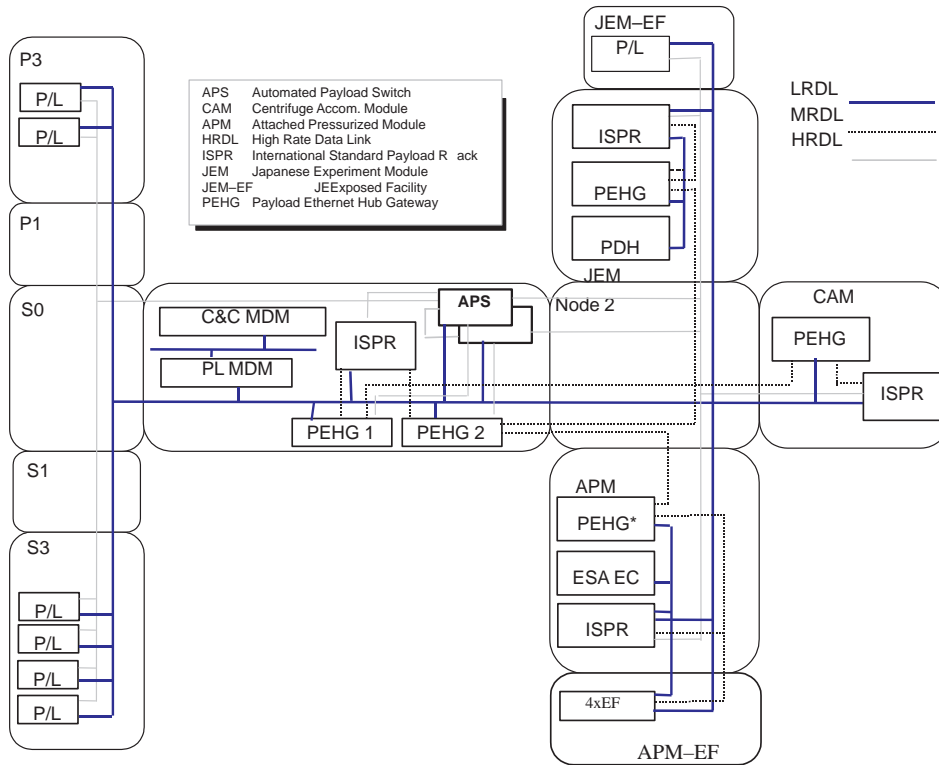 JEM–EF
P/L
P3
P/L
P/L
APS Automated Payload Switch
CAM Centrifuge Accom. Module
APM Attached Pressurized Module
HRDL High Rate Data Link
ISPR International Standard Payload R ack
JEM Japanese Experiment Module
JEM–EF JEExposed Facility
PEHG Payload Ethernet Hub Gateway
LRDL
MRDL
HRDL
ISPR
PEHG
PDH
JEM
P1
S0
C&C MDM
PL MDM
ISPR
APS
Node 2
CAM
PEHG
ISPR
PEHG 1
PEHG 2
S1
APM
PEHG*
ESA EC
ISPR
S3
P/L
P/L
P/L
P/L
4xEF
APM–EF